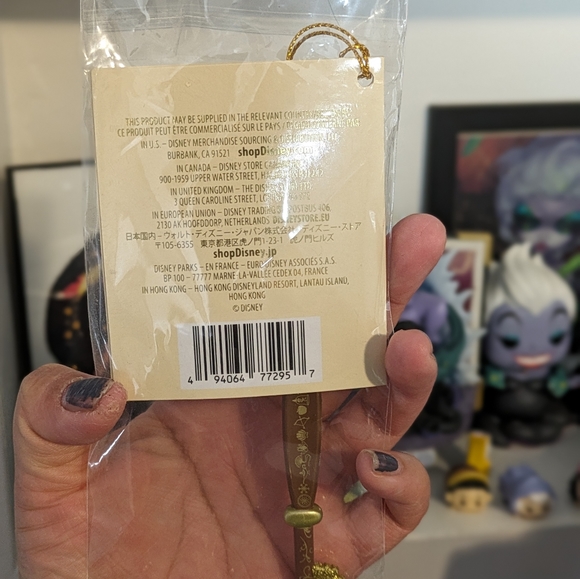 THIS PRODUCT MAY BE SUPPLIED IN THE RELEVANT
CE PRODUIT PEUT ÊTRE COMMERCIALISÉ SUR LE PAYS / PAR
IN U.S. – DISNEY MERCHANDISE SOURCING
BURBANK, CA 91521
IN CANADA – DISNEY STORE
900-1959 UPPER WATER STREET,
IN UNITED KINGDOM – THE
3 QUEEN CAROLINE STREET,
IN EUROPEAN UNION – DISNEY TRADING 406
2130 AK HOOFDDORP, NETHERLANDS DISNEYSTORE.EU
日本国内 – ウォルト・ディズニー・ジャパン株式会社 ディズニー・ストア
〒105-6355 東京都港区虎ノ門1-23-1 虎ノ門ヒルズ
shopDisney.jp
DISNEY PARKS – EN FRANCE – EURO DISNEY ASSOCIÉS S.A.S.
BP 100 – 77777 MARNE-LA-VALLÉE CEDEX 04, FRANCE
IN HONG KONG – HONG KONG DISNEYLAND RESORT, LANTAU ISLAND,
HONG KONG
© DISNEY
4 94064 77295 7